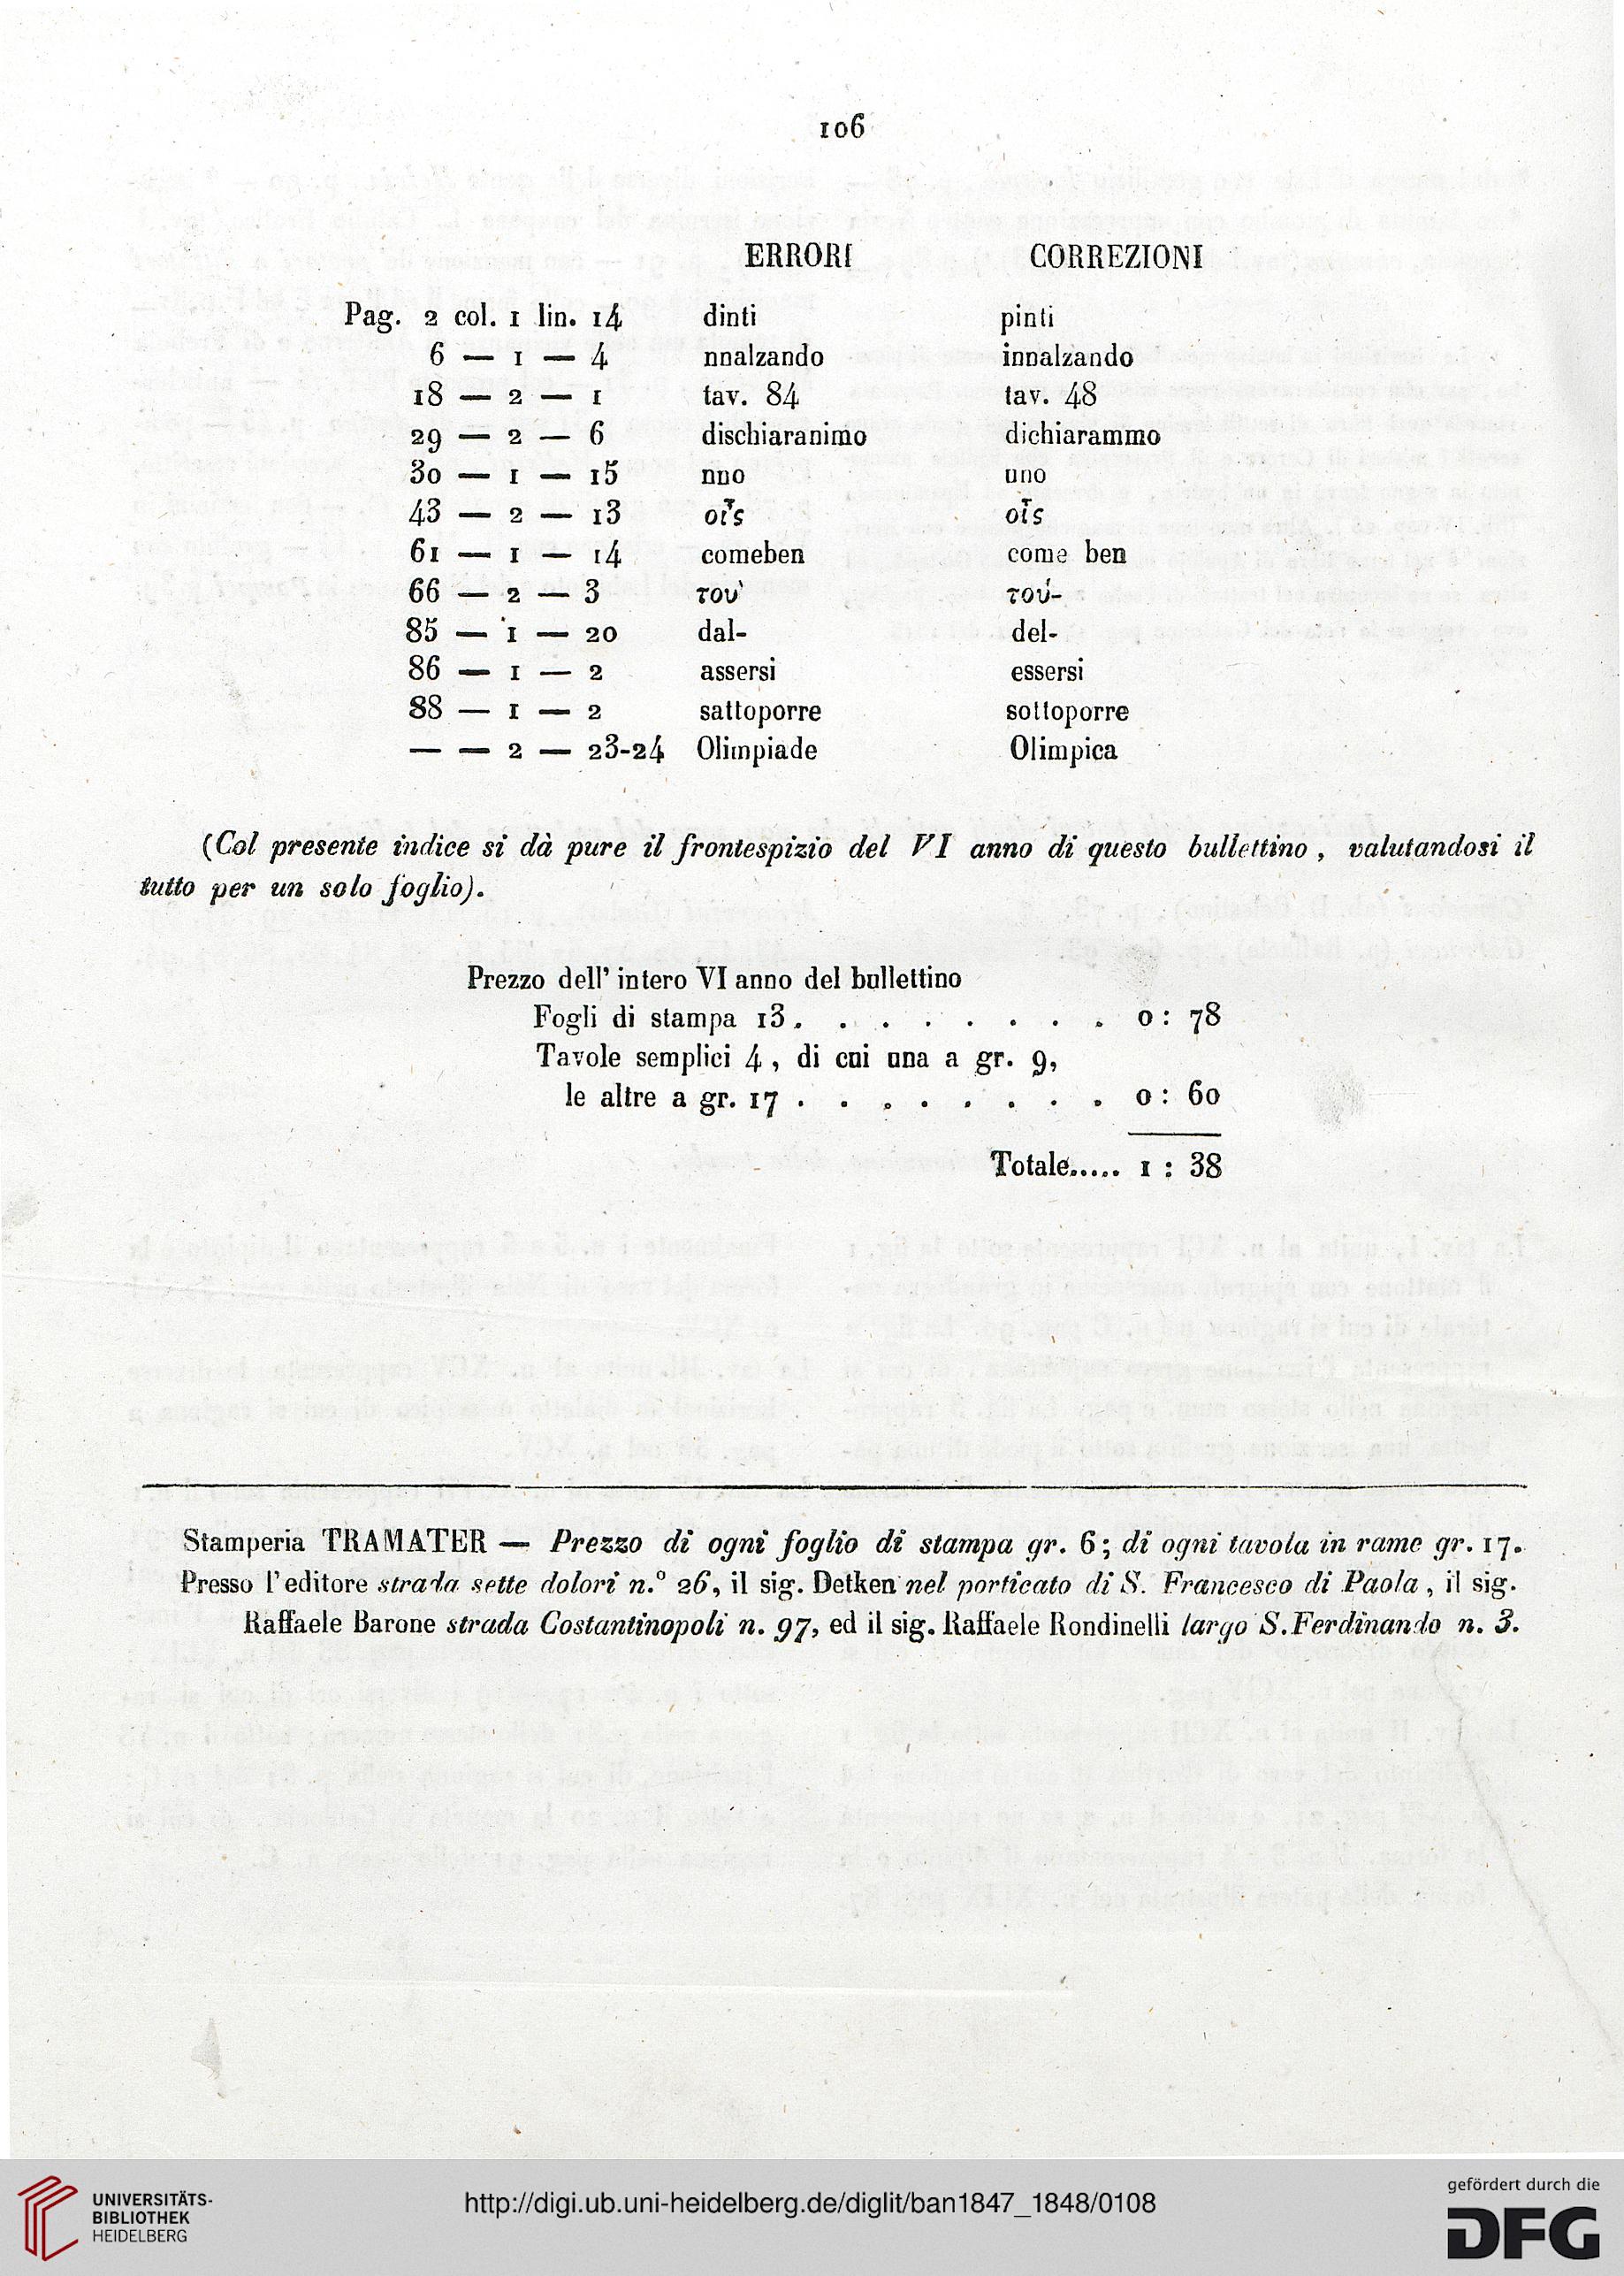 106
ERRORI CORREZIONI
Pag. 2 col. 1 lin. 14 dinti pinti
6 — 1 — 4 nnalzando innalzando
18 — 2 — 1 tav. 84 tav. 48
29 — 2 — 6 dischiaranimo dichiarammo
30 — 1 — 15 nno uno
43 — 2 — 13 οἶς οἷς
61 — 1 — 14 comeben come ben
66 — 2 — 3 τοὺ τού-
85 — 1 — 20 dal- del-
86 — 1 — 2 assersi essersi
88 — 1 — 2 sattoporre sottoporre
— — 2 — 23-24 Olimpiade Olimpica
(Col presente indice si dà pure il frontespizio del VI anno di questo bullettino, valutandosi il
tutto per un solo foglio).
Prezzo dell' intero VI anno del bullettino
Fogli di stampa 13. . . . . . . . . 0 : 78
Tavole semplici 4, di cui una a gr. 9,
le altre a gr. 17 . . . . . . . . 0 : 60
Totale..... 1 : 38
Stamperia TRAMATER — Prezzo di ogni foglio di stampa gr. 6; di ogni tavola in rame gr. 17.
Presso l'editore strada sette dolori n.° 26, il sig. Detken nel porticato di S. Francesco di Paola, il sig.
Raffaele Barone strada Costantinopoli n. 97, ed il sig. Raffaele Rondinelli largo S. Ferdinando n. 3.
UNIVERSITÄTS-
BIBLIOTHEK
HEIDELBERG
http://digi.ub.uni-heidelberg.de/diglit/ban1847_1848/0108
gefördert durch die
DFG